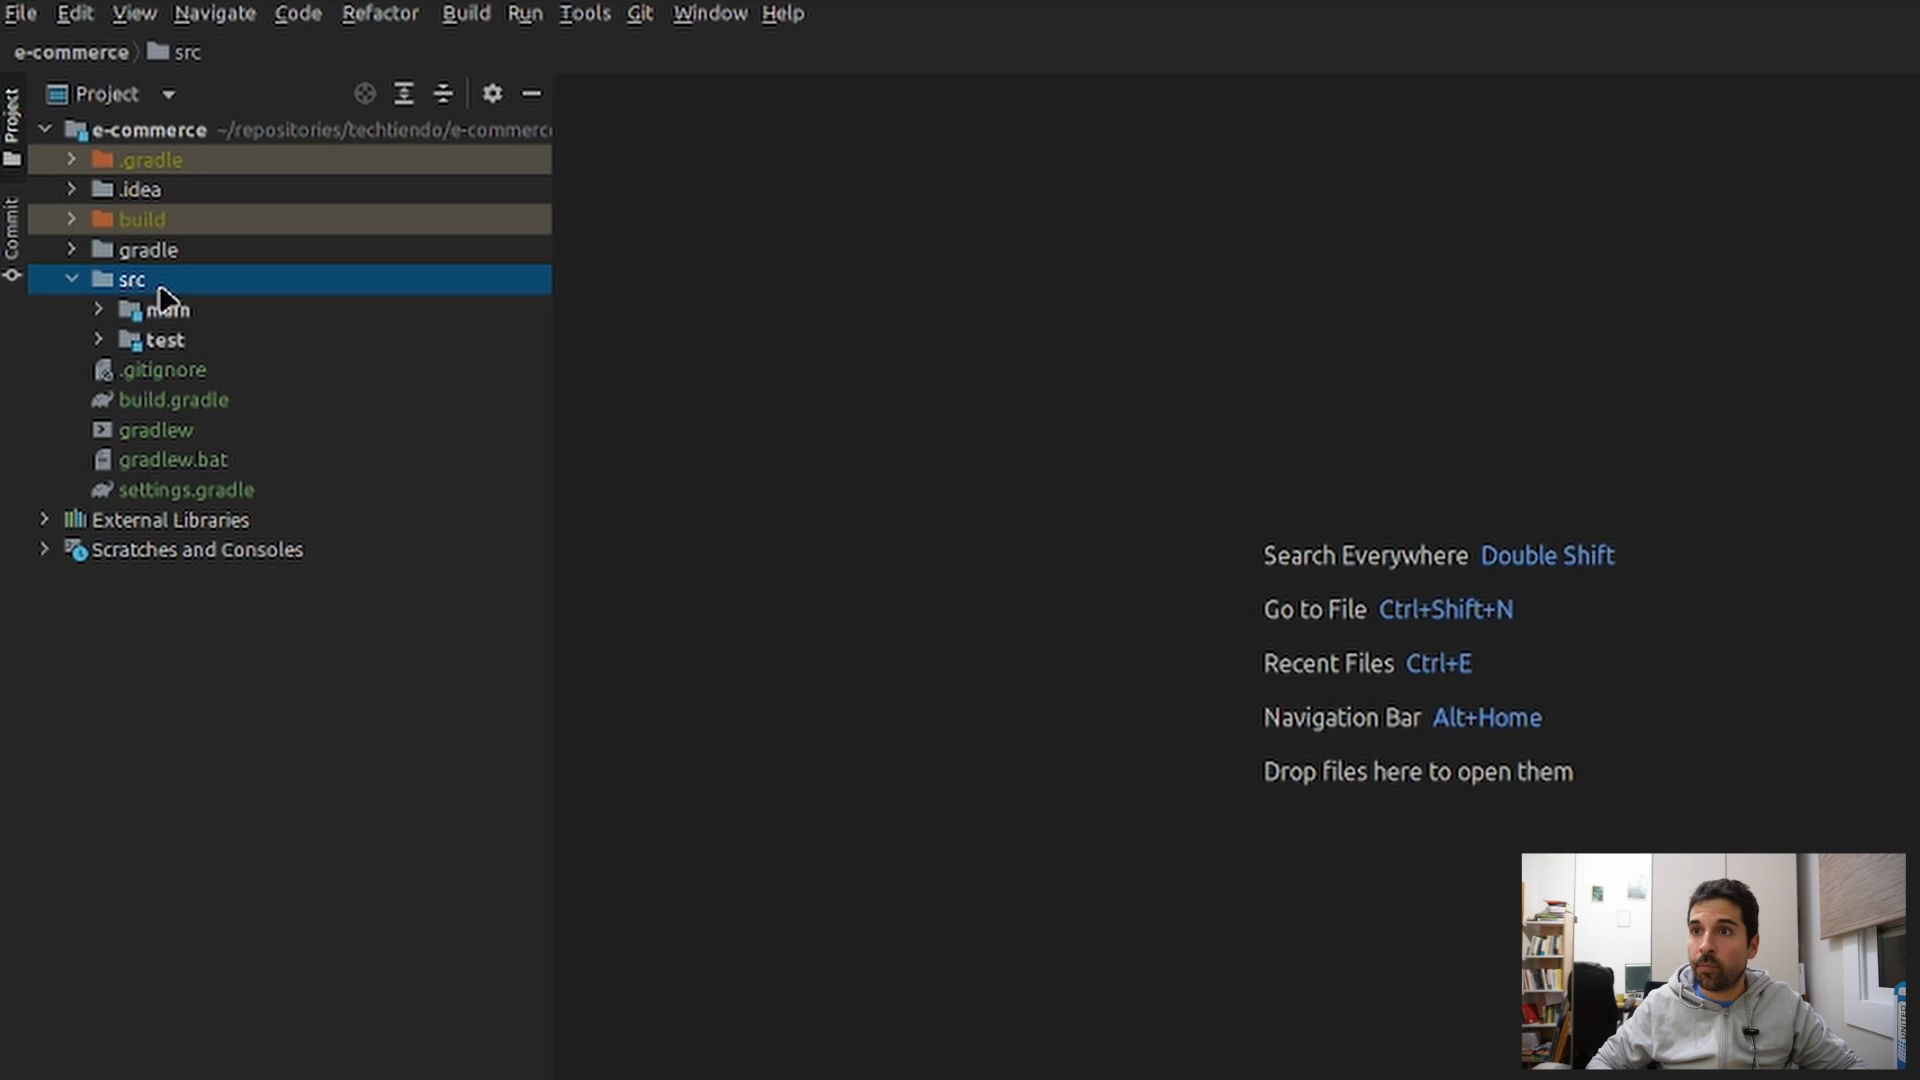 File Edit View Navigate Code Refactor Build Run Tools Git Window Help
e-commerce src
Project
Project
Commit
e-commerce ~/repositories/techtiendo/e-commerc
.gradle
.idea
build
gradle
src
main
test
.gitignore
build.gradle
gradlew
gradlew.bat
settings.gradle
External Libraries
Scratches and Consoles
Search Everywhere Double Shift
Go to File Ctrl+Shift+N
Recent Files Ctrl+E
Navigation Bar Alt+Home
Drop files here to open them